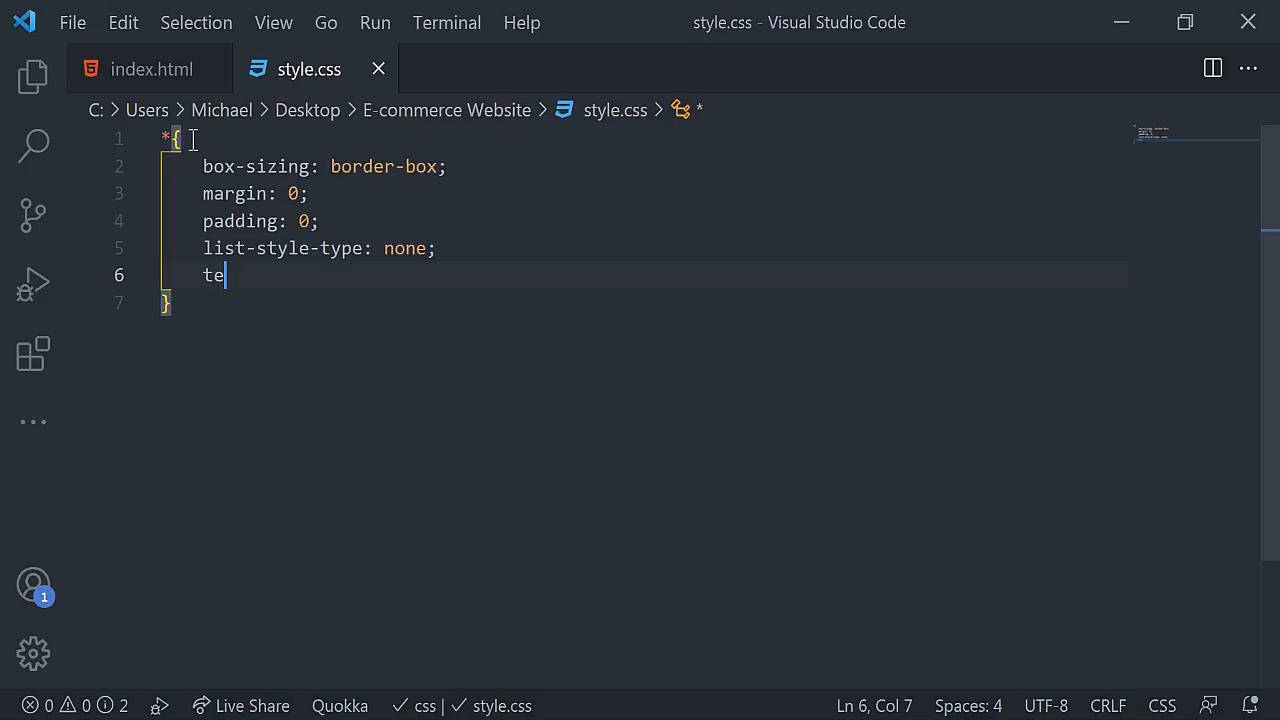 File Edit Selection View Go Run Terminal Help style.css - Visual Studio Code
index.html style.css
C: > Users > Michael > Desktop > E-commerce Website > style.css > *
1 *{
2 box-sizing: border-box;
3 margin: 0;
4 padding: 0;
5 list-style-type: none;
6 te
7 }
1
0 0 2 Live Share Quokka css | style.css Ln 6, Col 7 Spaces: 4 UTF-8 CRLF CSS